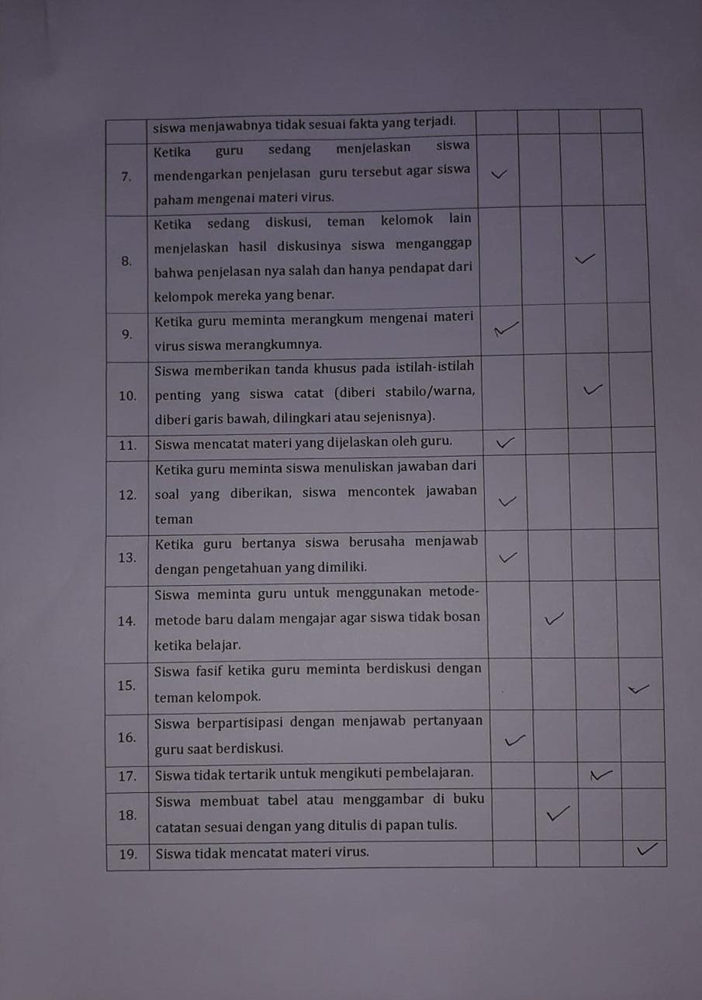 siswa menjawabnya tidak sesuai fakta yang terjadi.
Ketika guru sedang menjelaskan siswa
7. mendengarkan penjelasan guru tersebut agar siswa
paham mengenai materi virus.
Ketika sedang diskusi, teman kelomok lain
menjelaskan hasil diskusinya siswa menganggap
8.
bahwa penjelasan nya salah dan hanya pendapat dari
kelompok mereka yang benar.
Ketika guru meminta merangkum mengenai materi
9.
virus siswa merangkumnya.
Siswa memberikan tanda khusus pada istilah-istilah
10. penting yang siswa catat (diberi stabilo/warna,
diberi garis bawah, dilingkari atau sejenisnya).
11. Siswa mencatat materi yang dijelaskan oleh guru.
Ketika guru meminta siswa menuliskan jawaban dari
12. soal yang diberikan, siswa mencontek jawaban
teman
Ketika guru bertanya siswa berusaha menjawab
13.
dengan pengetahuan yang dimiliki.
Siswa meminta guru untuk menggunakan metode-
14. metode baru dalam mengajar agar siswa tidak bosan
ketika belajar.
Siswa fasif ketika guru meminta berdiskusi dengan
15.
teman kelompok.
Siswa berpartisipasi dengan menjawab pertanyaan
16.
guru saat berdiskusi.
17. Siswa tidak tertarik untuk mengikuti pembelajaran.
Siswa membuat tabel atau menggambar di buku
18.
catatan sesuai dengan yang ditulis di papan tulis.
19. Siswa tidak mencatat materi virus.